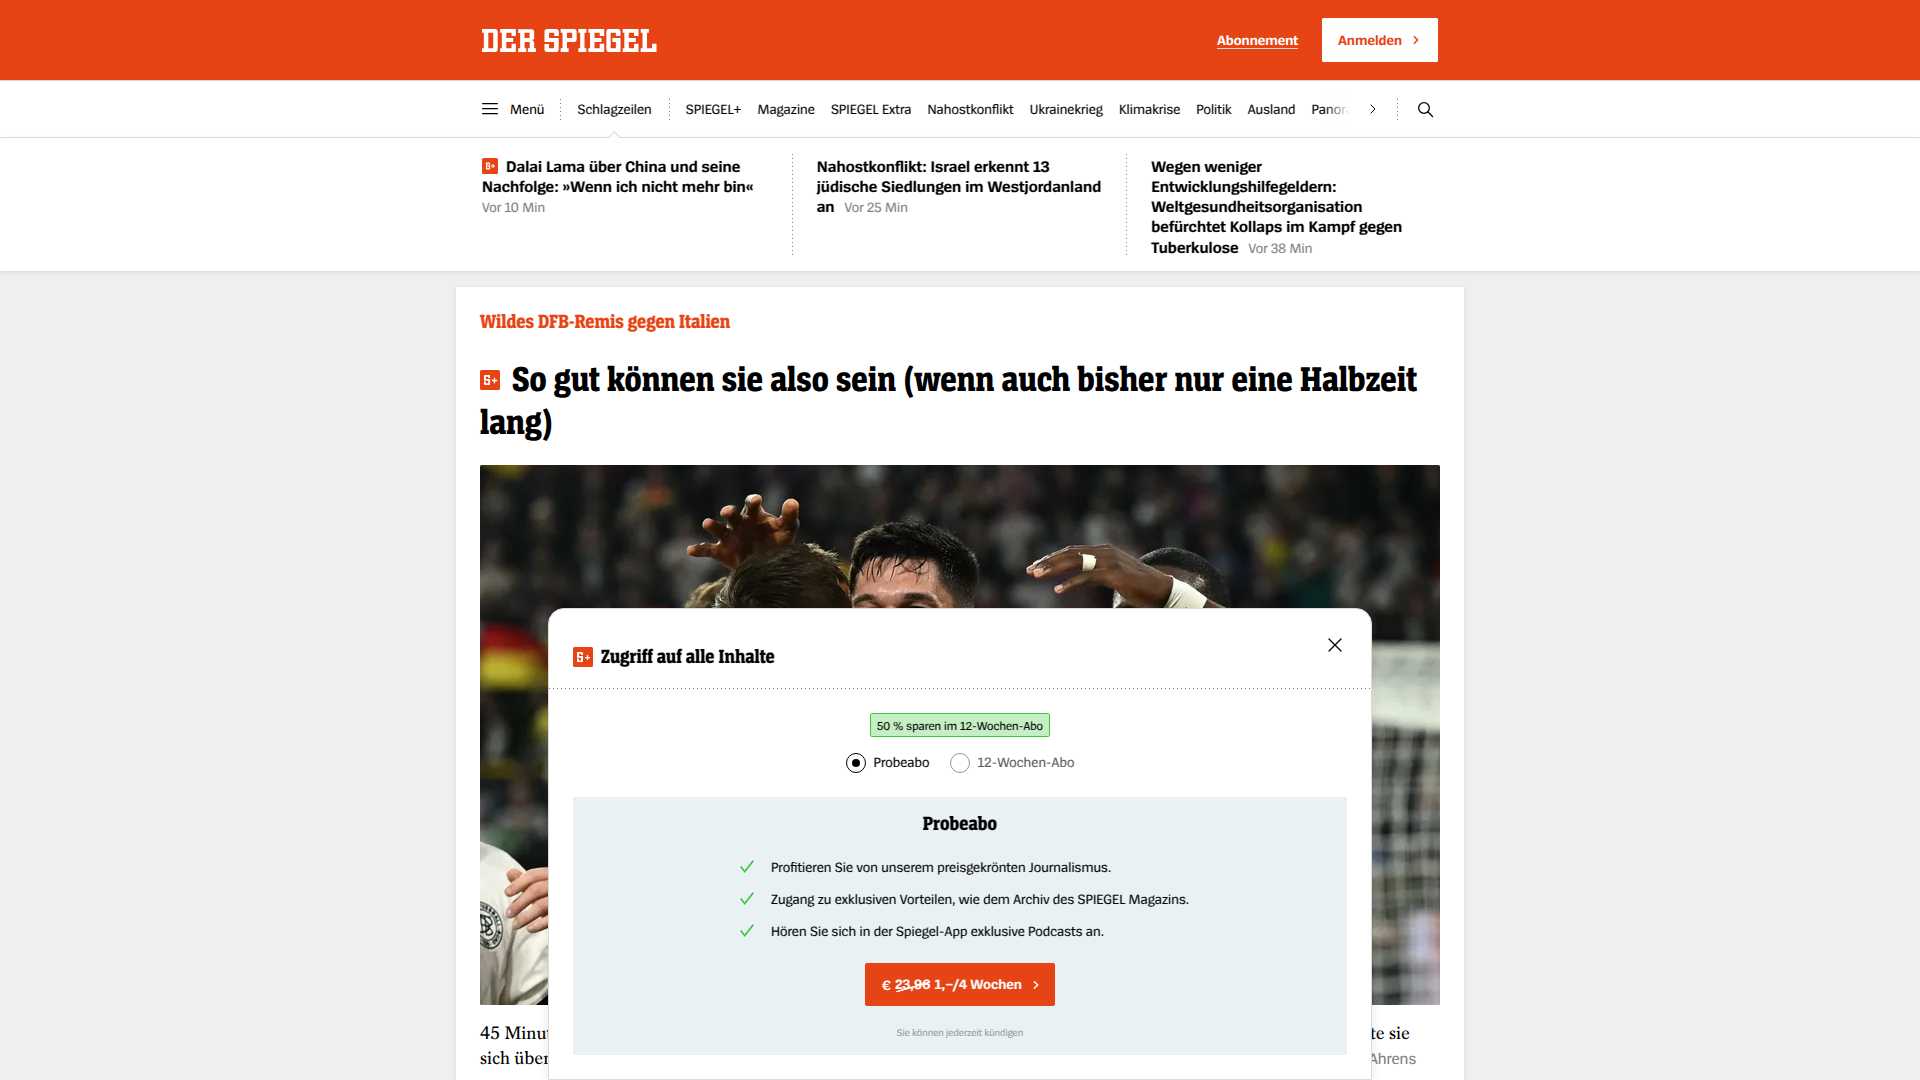 DER SPIEGEL
Abonnement
Anmelden
Menü
Schlagzeilen
SPIEGEL+
Magazine
SPIEGEL Extra
Nahostkonflikt
Ukrainekrieg
Klimakrise
Politik
Ausland
Panor
Dalai Lama über China und seine
Nachfolge: »Wenn ich nicht mehr bin«
Vor 10 Min
Nahostkonflikt: Israel erkennt 13
jüdische Siedlungen im Westjordanland
an Vor 25 Min
Wegen weniger
Entwicklungshilfegeldern:
Weltgesundheitsorganisation
befürchtet Kollaps im Kampf gegen
Tuberkulose Vor 38 Min
Wildes DFB-Remis gegen Italien
S+ So gut können sie also sein (wenn auch bisher nur eine Halbzeit
lang)
S+ Zugriff auf alle Inhalte
50 % sparen im 12-Wochen-Abo
Probeabo
12-Wochen-Abo
Probeabo
Profitieren Sie von unserem preisgekrönten Journalismus.
Zugang zu exklusiven Vorteilen, wie dem Archiv des SPIEGEL Magazins.
Hören Sie sich in der Spiegel-App exklusive Podcasts an.
€ 23,96 1,–/4 Wochen
Sie können jederzeit kündigen
45 Minu
te sie
sich über
Ahrens